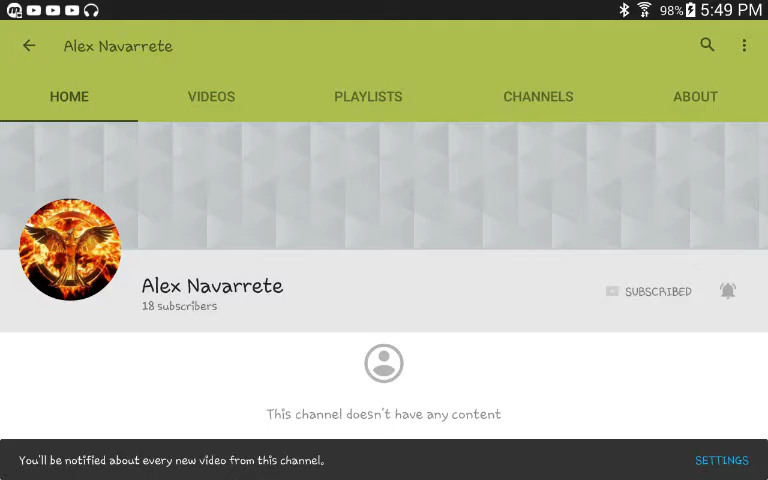 98% 5:49 PM
Alex Navarrete
HOME VIDEOS PLAYLISTS CHANNELS ABOUT
Alex Navarrete
18 subscribers
SUBSCRIBED
This channel doesn't have any content
You'll be notified about every new video from this channel.
SETTINGS